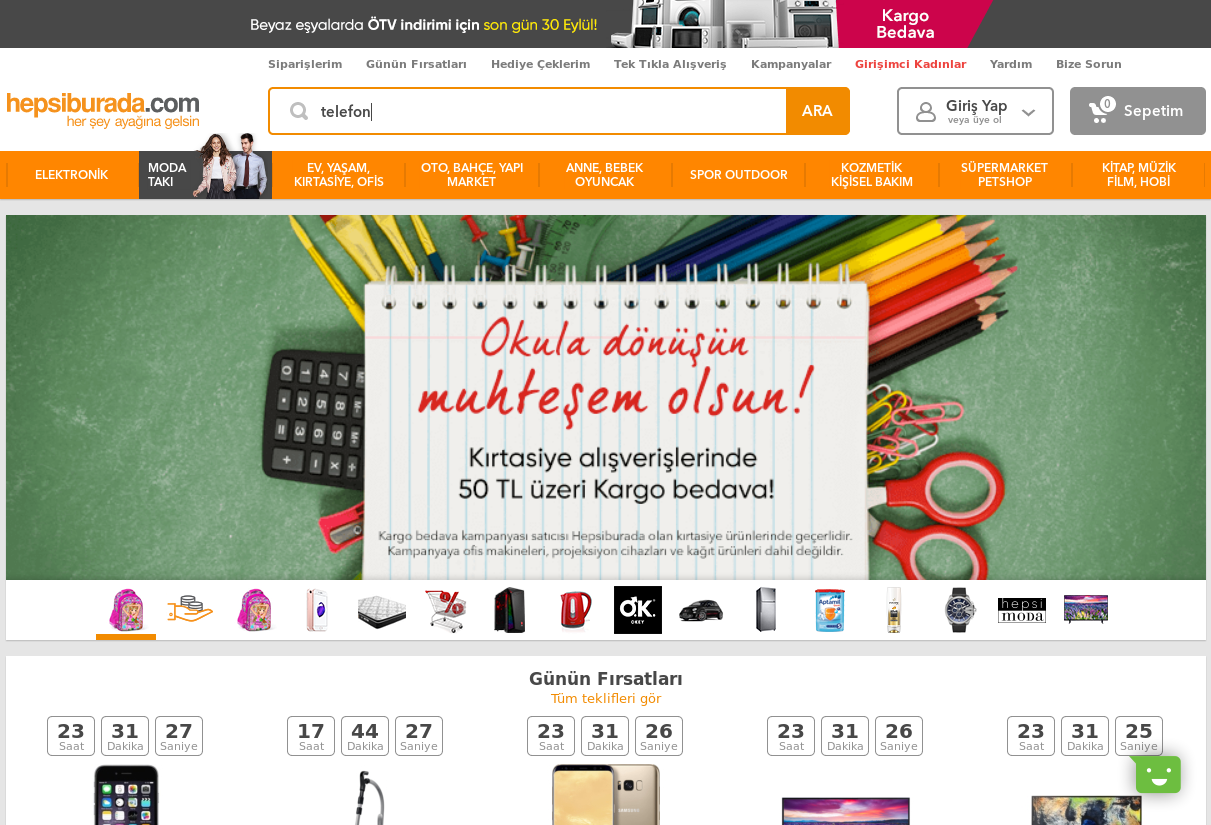 Beyaz eşyalarda ÖTV indirimi için son gün 30 Eylül!
Kargo
Bedava
Siparişlerim Günün Fırsatları Hediye Çeklerim Tek Tıkla Alışveriş Kampanyalar Girişimci Kadınlar Yardım Bize Sorun
hepsiburada.com
her şey ayağına gelsin
telefon
ARA
Giriş Yap
veya üye ol
0
Sepetim
ELEKTRONİK
MODA
TAKI
EV, YAŞAM,
KIRTASİYE, OFİS
OTO, BAHÇE, YAPI
MARKET
ANNE, BEBEK
OYUNCAK
SPOR OUTDOOR
KOZMETİK
KİŞİSEL BAKIM
SÜPERMARKET
PETSHOP
KİTAP, MÜZİK
FİLM, HOBİ
Okula dönüşün
muhteşem olsun!
Kırtasiye alışverişlerinde
50 TL üzeri Kargo bedava!
Kargo bedava kampanyası satıcısı Hepsiburada olan kırtasiye ürünlerinde geçerlidir.
Kampanyaya ofis makineleri, projeksiyon cihazları ve kağıt ürünleri dahil değildir.
OK.
OKEY
Aptamil
hepsi
moda
Günün Fırsatları
Tüm teklifleri gör
23 31 27
Saat Dakika Saniye
17 44 27
Saat Dakika Saniye
23 31 26
Saat Dakika Saniye
23 31 26
Saat Dakika Saniye
23 31 25
Saat Dakika Saniye